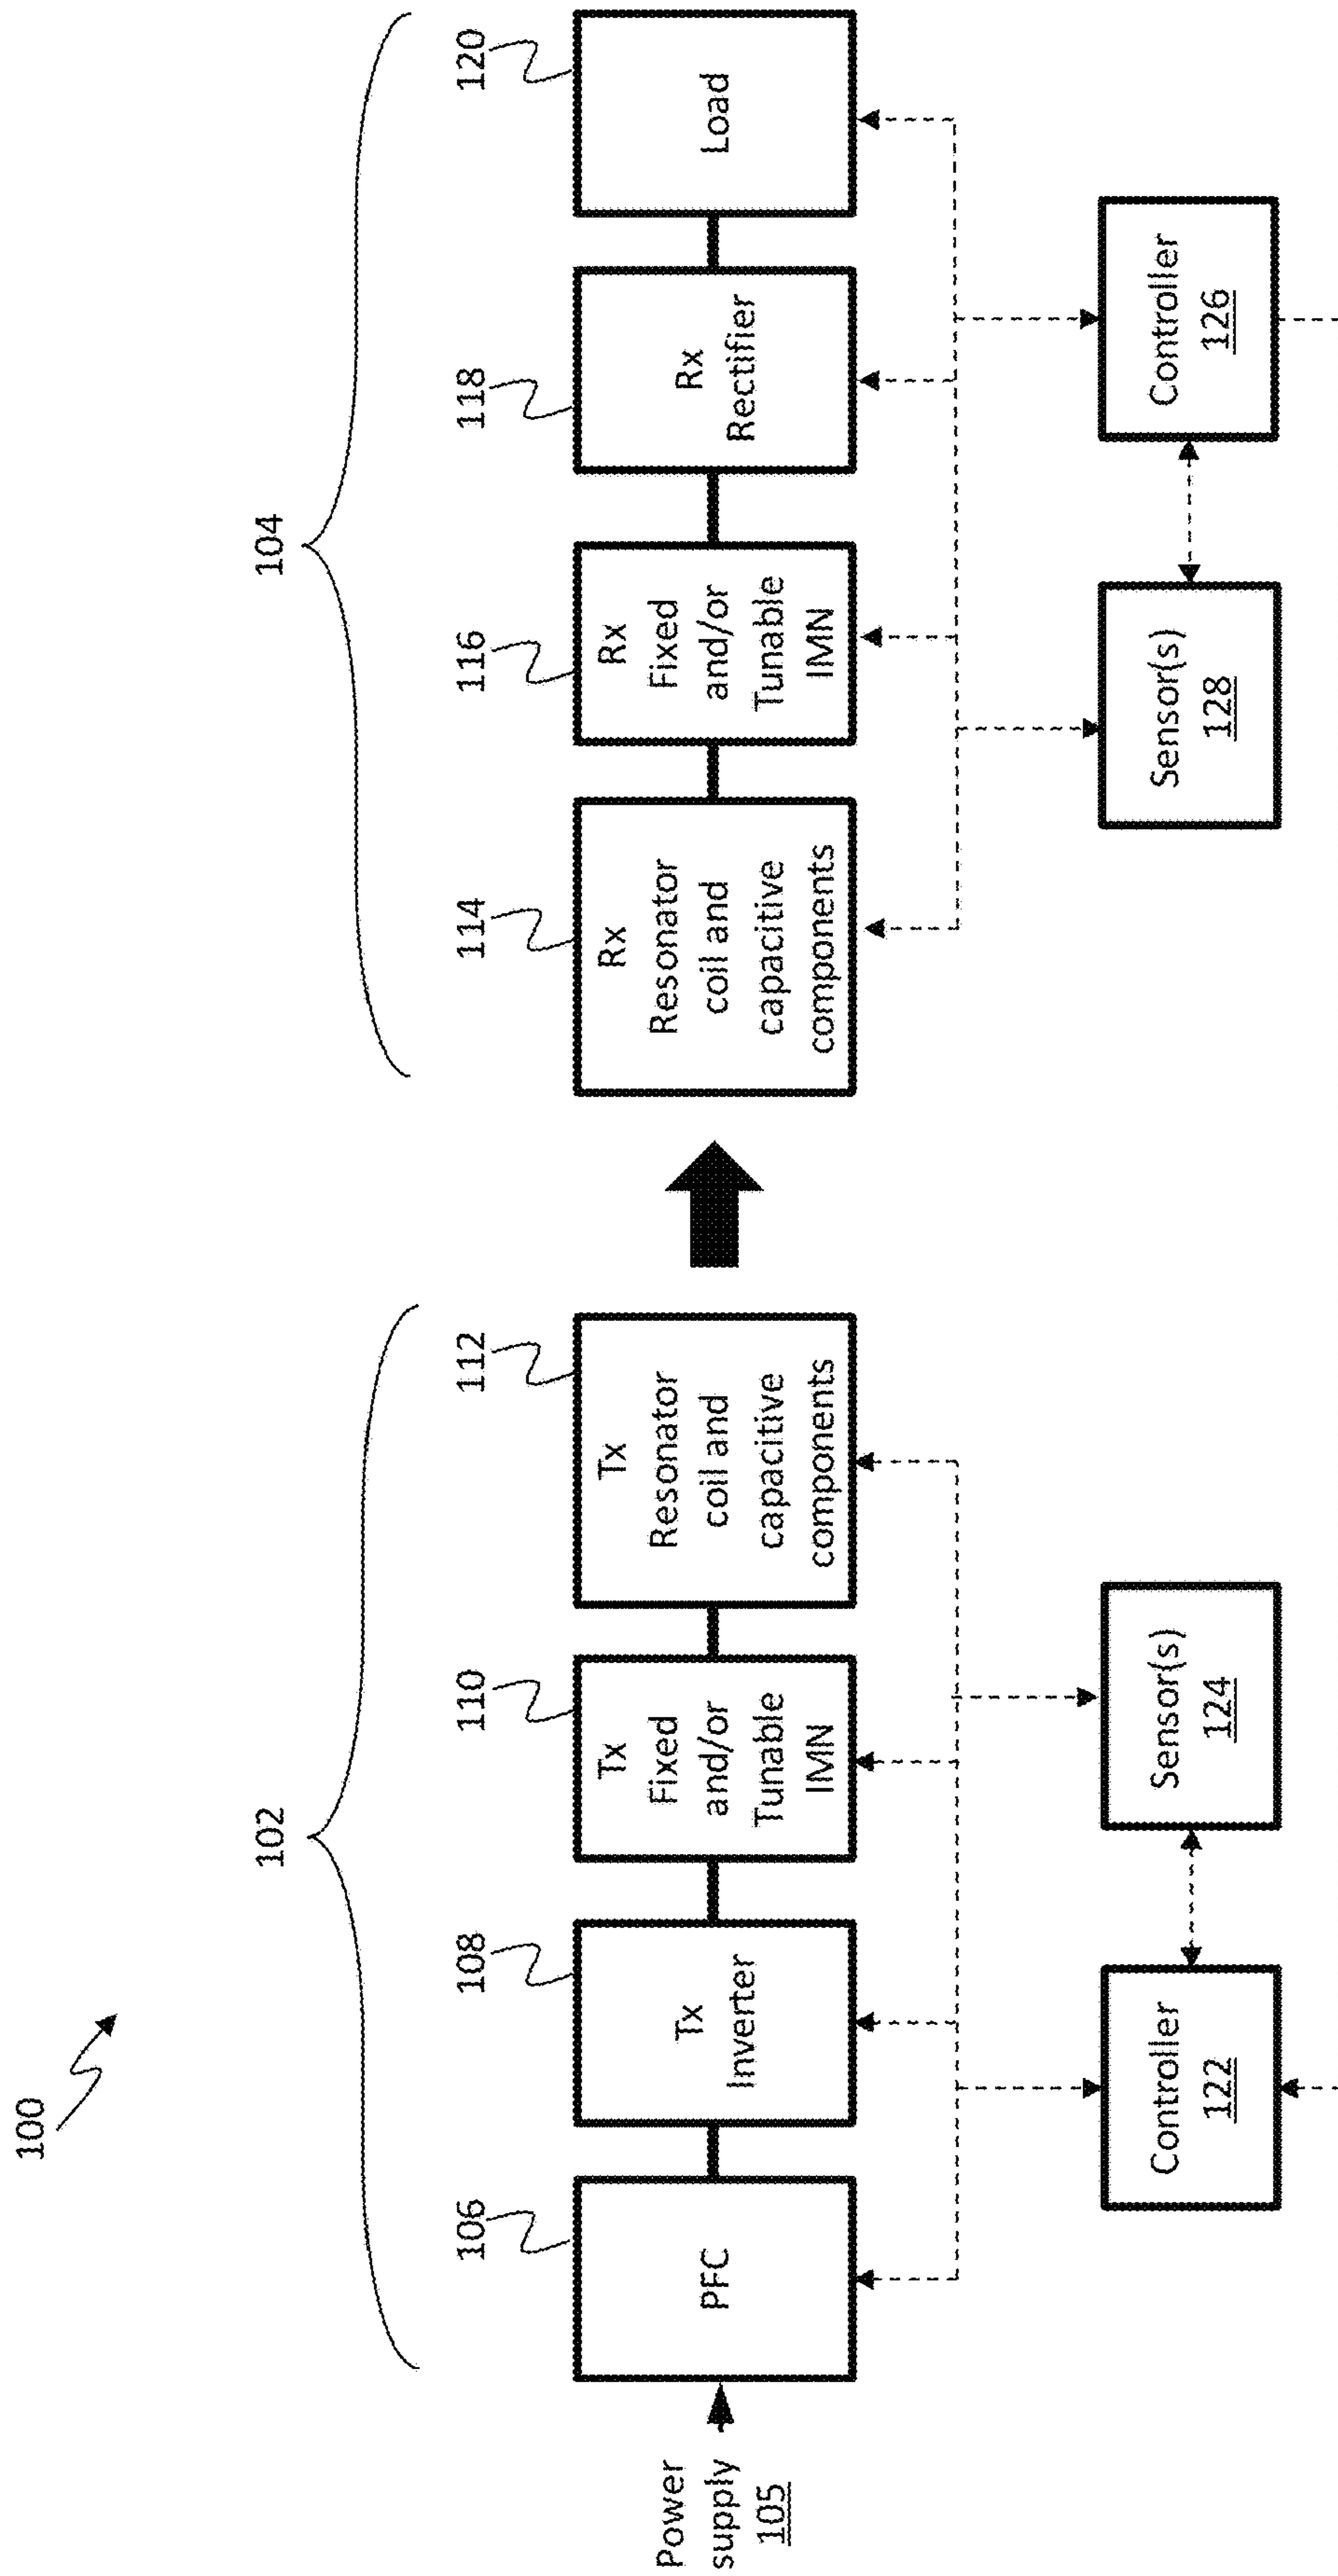 100
102
104
106
108
110
112
114
116
118
120
Power
supply
105
PFC
Tx
Inverter
Tx
Fixed
and/or
Tunable
IMN
Tx
Resonator
coil and
capacitive
components
Rx
Resonator
coil and
capacitive
components
Rx
Fixed
and/or
Tunable
IMN
Rx
Rectifier
Load
Controller
122
Sensor(s)
124
Sensor(s)
128
Controller
126